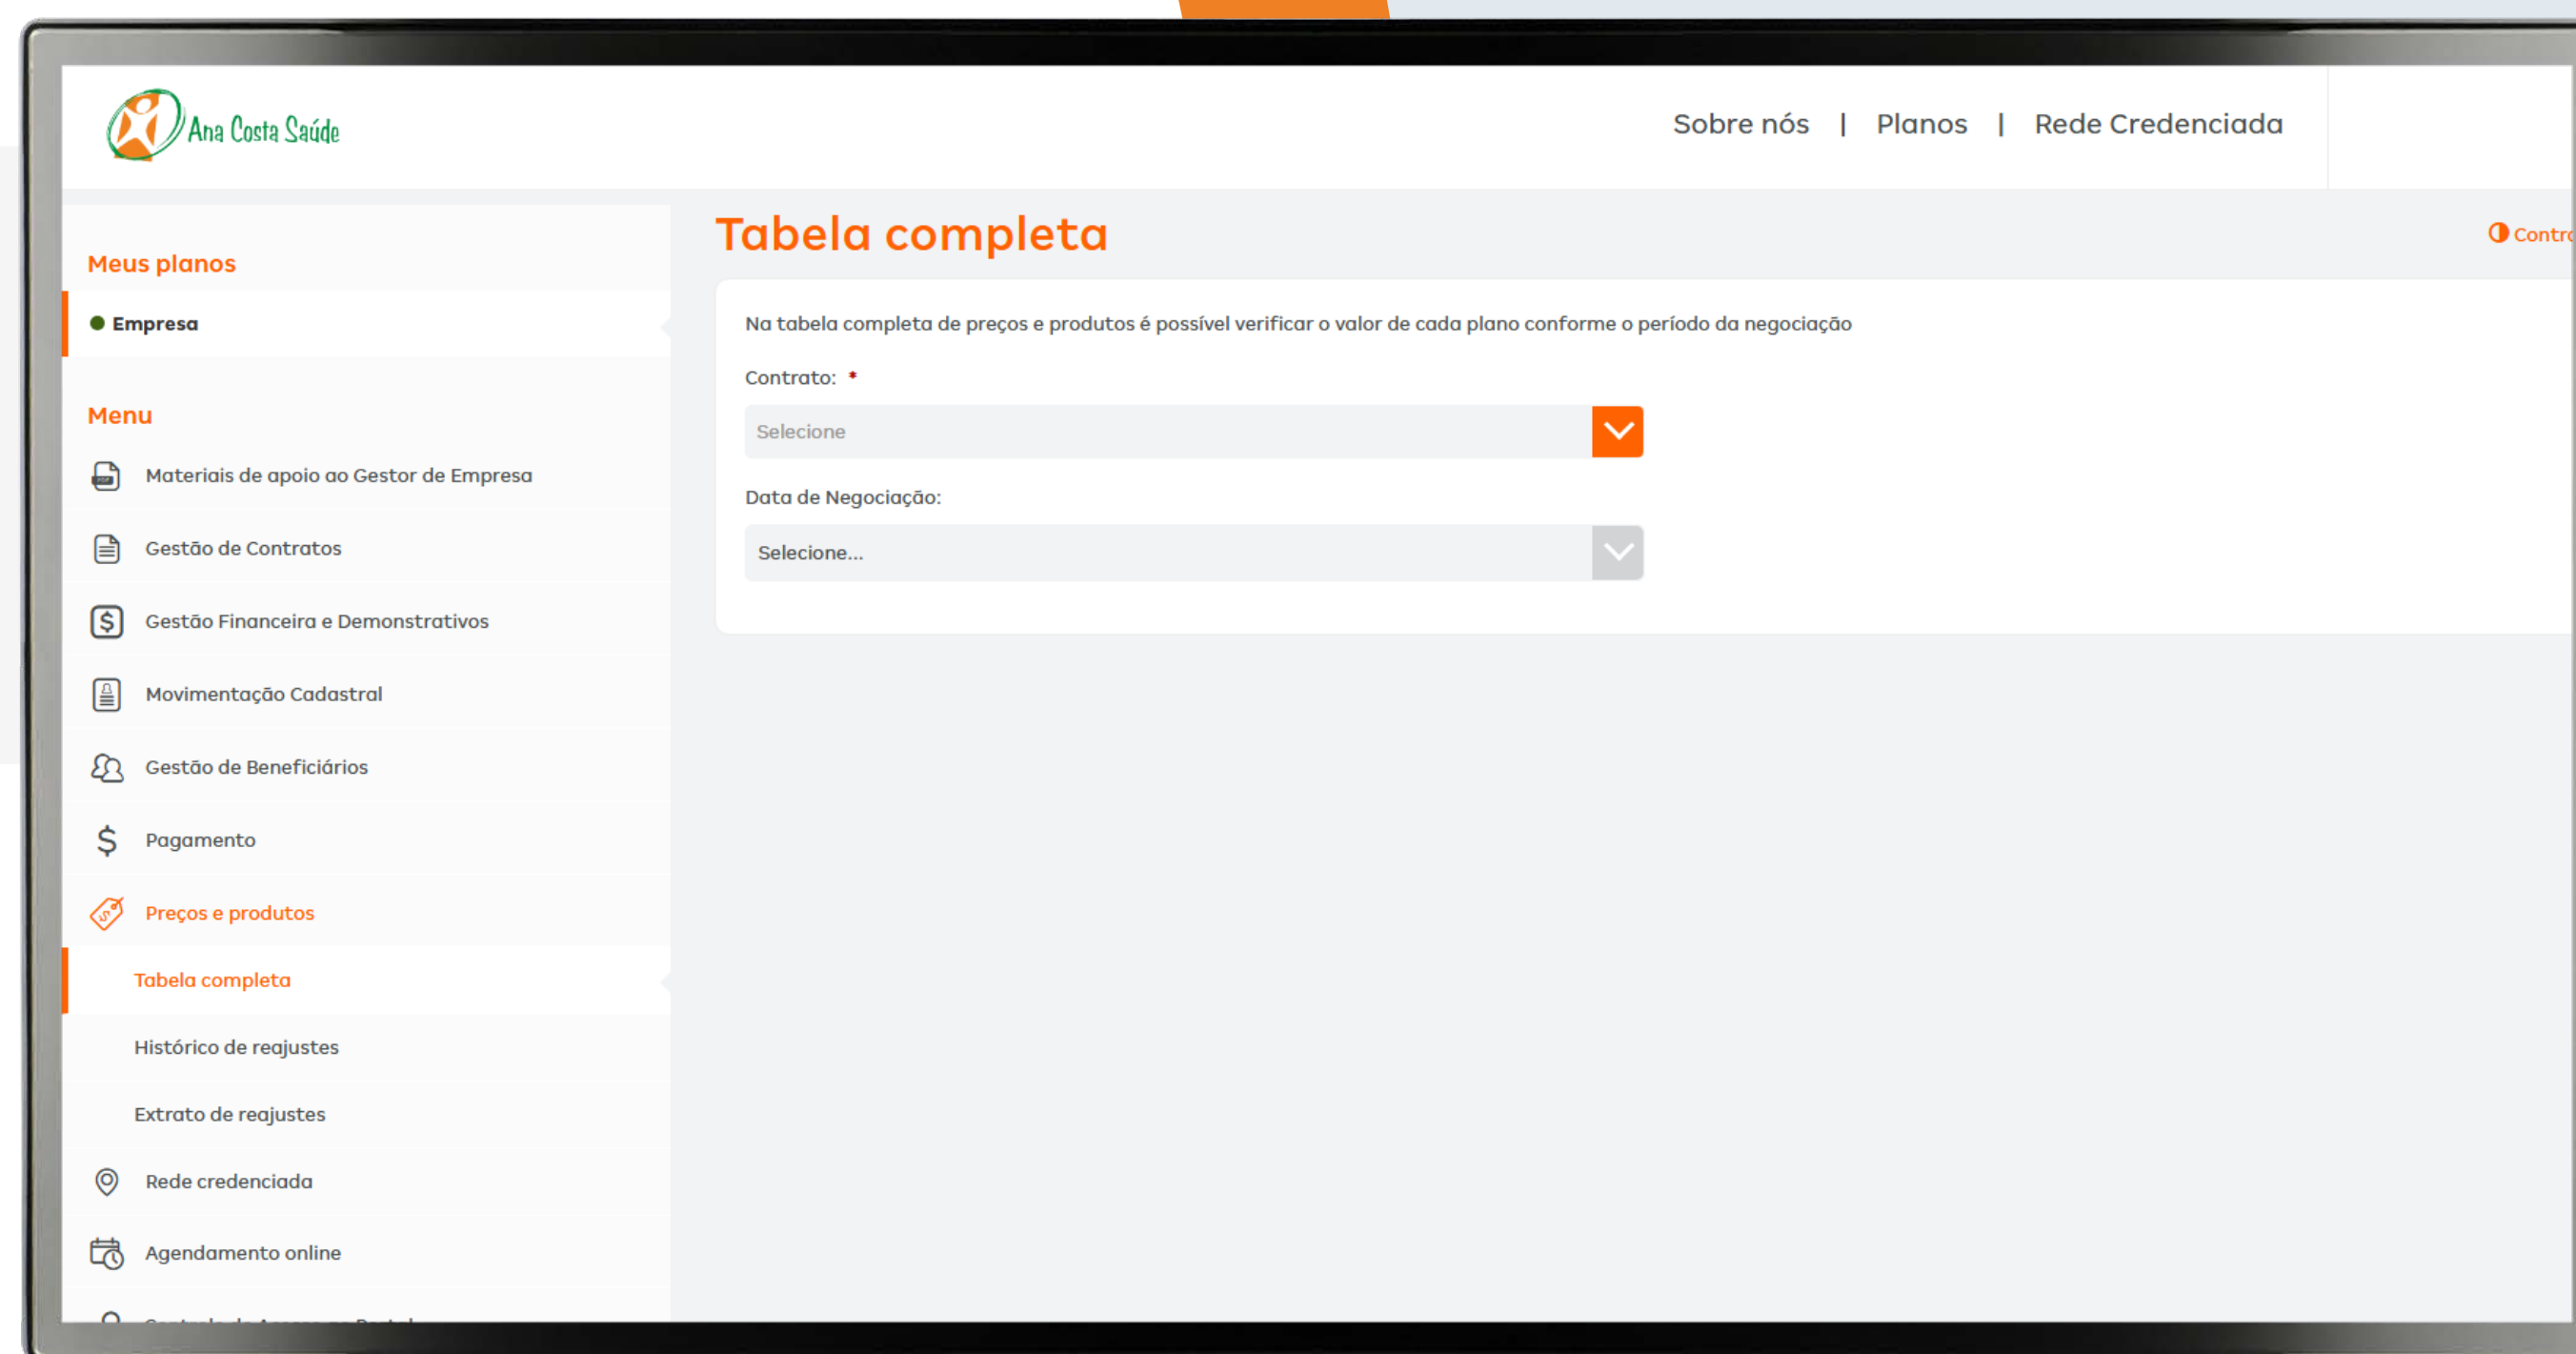 Ana Costa Saúde
Sobre nós | Planos | Rede Credenciada
Meus planos
Empresa
Menu
Materiais de apoio ao Gestor de Empresa
Gestão de Contratos
Gestão Financeira e Demonstrativos
Movimentação Cadastral
Gestão de Beneficiários
Pagamento
Preços e produtos
Tabela completa
Histórico de reajustes
Extrato de reajustes
Rede credenciada
Agendamento online
Tabela completa
Na tabela completa de preços e produtos é possível verificar o valor de cada plano conforme o período da negociação
Contrato: *
Selecione
Data de Negociação:
Selecione...